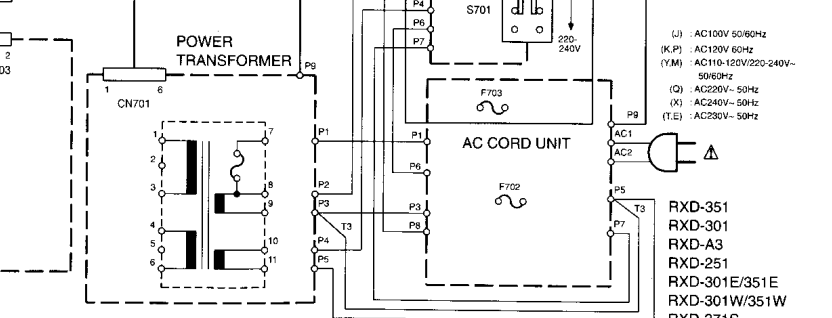 P4
S701
P6
P7
220-
240V
(J) : AC100V 50/60Hz
(K,P) : AC120V 60Hz
(Y,M) : AC110-120V/220-240V~
50/60Hz
(Q) : AC220V~ 50Hz
(X) : AC240V~ 50Hz
(T,E) : AC230V~ 50Hz
2
03
POWER
TRANSFORMER
P9
1 6
CN701
F703
P9
AC CORD UNIT
AC1
AC2
1 7
P1 P1
2
P6
3 8
P2
F702
P5
9
P3 P3
T3 T3
4
P8 P7
5 10
P4
6 11
P5
RXD-351
RXD-301
RXD-A3
RXD-251
RXD-301E/351E
RXD-301W/351W